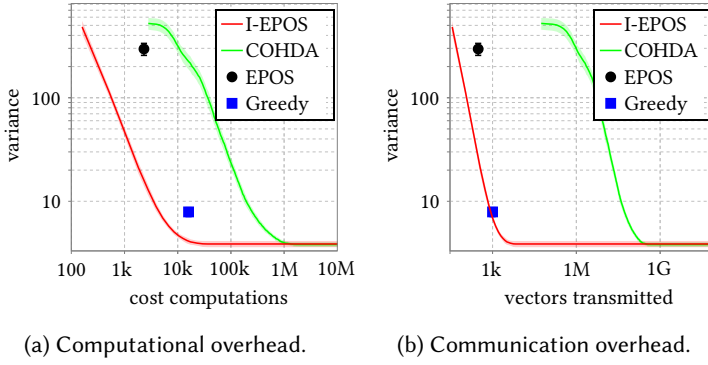 I-EPOS
COHDA
EPOS
Greedy
variance
100
10
100
1k
10k
100k
1M
10M
cost computations
(a) Computational overhead.
I-EPOS
COHDA
EPOS
Greedy
variance
100
10
1k
1M
1G
vectors transmitted
(b) Communication overhead.